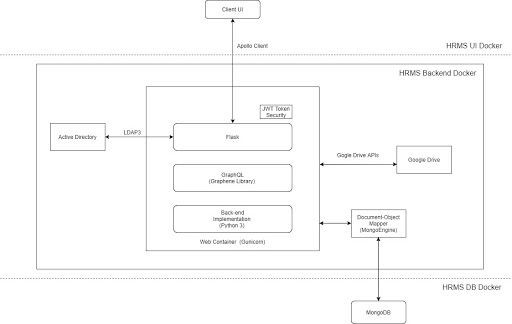 Client UI
Apollo Client
HRMS UI Docker
HRMS Backend Docker
JWT Token
Security
Active Directory
LDAP3
Flask
Gogle Drive APIs
Google Drive
GraphQL
(Graphene Library)
Back-end
Implementation
(Python 3)
Document-Object
Mapper
(MongoEngine)
Web Container (Gunicorn)
HRMS DB Docker
MongoDB